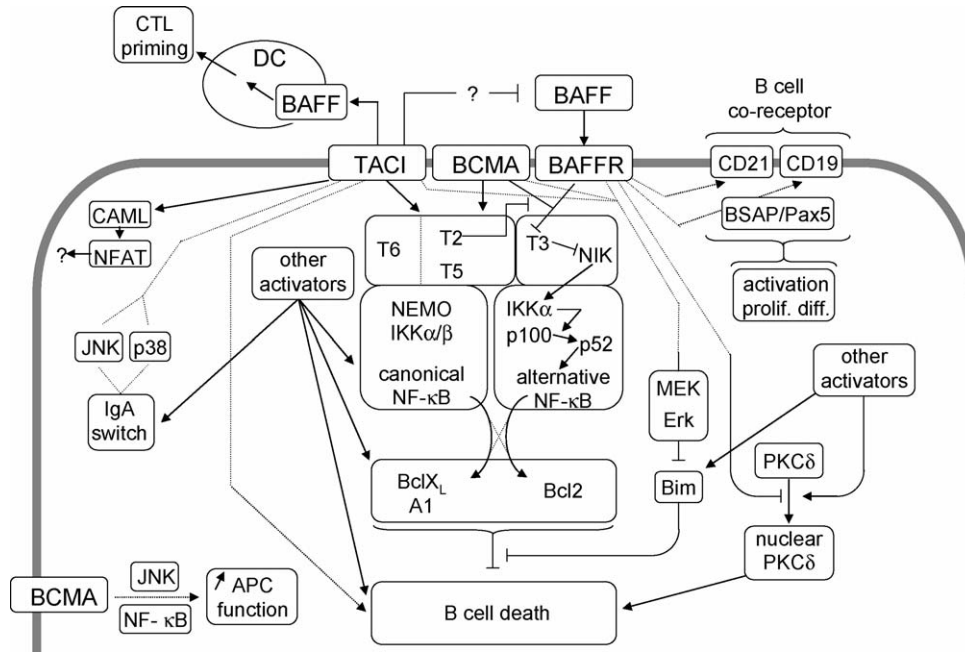 CTL
priming
DC
BAFF
?
BAFF
B cell
co-receptor
TACI
BCMA
BAFFR
CD21
CD19
BSAP/Pax5
CAML
?
NFAT
T6
T2
T5
T3
NIK
activation
prolif. diff.
other
activators
NEMO
IKKα/β
canonical
NF-κB
IKKα
p100
p52
alternative
NF-κB
JNK
p38
IgA
switch
MEK
Erk
other
activators
BclXL
A1
Bcl2
Bim
PKCδ
nuclear
PKCδ
BCMA
JNK
NF- κB
APC
function
B cell death